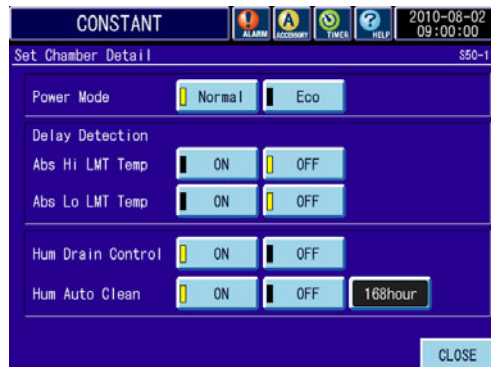 CONSTANT
ALARM ACCESSORY TIMER HELP
2010-08-02
09:00:00
Set Chamber Detail S50-1
Power Mode Normal Eco
Delay Detection
Abs Hi LMT Temp ON OFF
Abs Lo LMT Temp ON OFF
Hum Drain Control ON OFF
Hum Auto Clean ON OFF 168hour
CLOSE